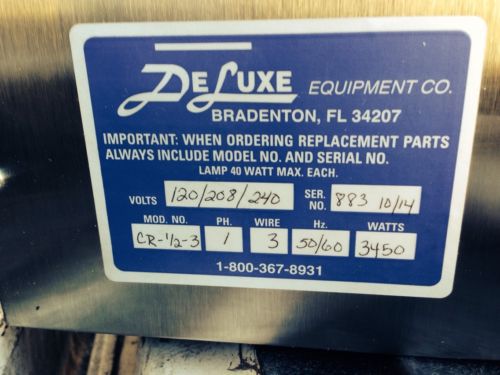 DeLuxe EQUIPMENT CO.
BRADENTON, FL 34207
IMPORTANT: WHEN ORDERING REPLACEMENT PARTS
ALWAYS INCLUDE MODEL NO. AND SERIAL NO.
LAMP 40 WATT MAX. EACH.
VOLTS 120/208/240 SER. NO. 883 10/14
MOD. NO. PH. WIRE Hz. WATTS
CR-1/2-3 1 3 50/60 3450
1-800-367-8931